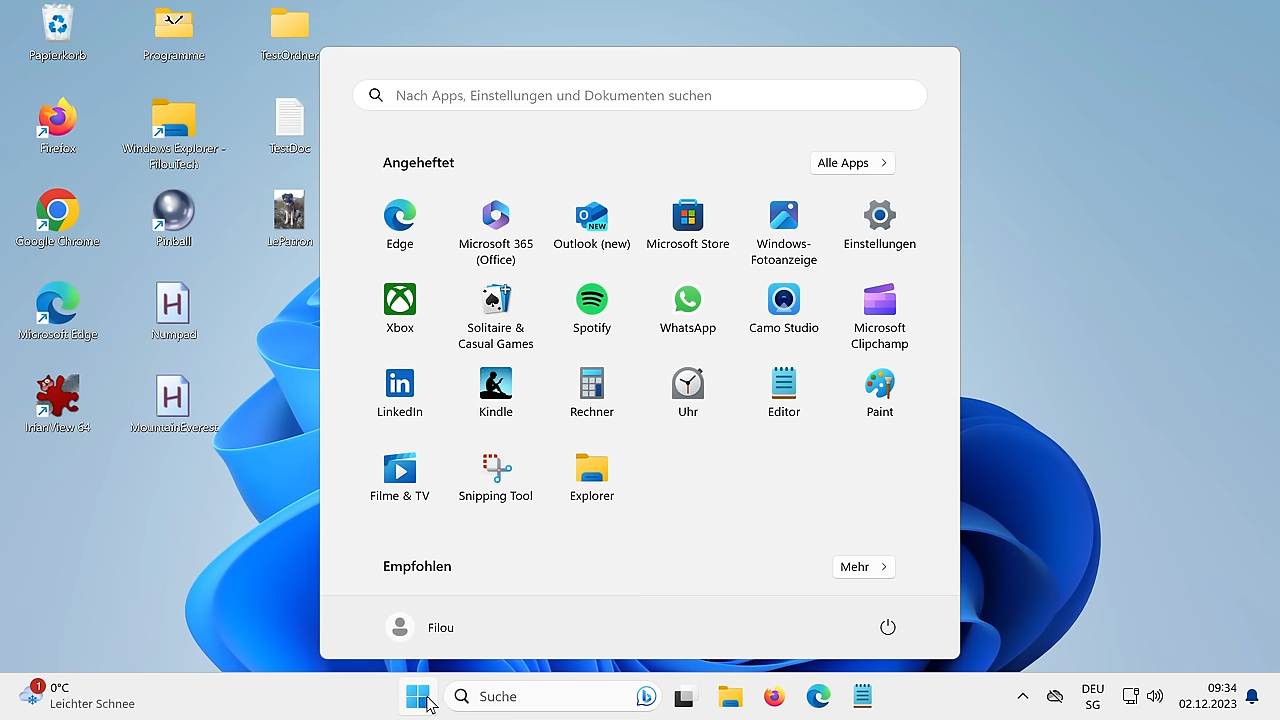 Papierkorb
Programme
TestOrdner
Firefox
Windows Explorer -
FilouTech
TestDoc
Google Chrome
Pinball
LePatron
Microsoft Edge
Numpad
IrfanView 64
MountainEverest
Nach Apps, Einstellungen und Dokumenten suchen
Angeheftet
Alle Apps
Edge
Microsoft 365
(Office)
NEW
Outlook (new)
Microsoft Store
Windows-
Fotoanzeige
Einstellungen
Xbox
Solitaire &
Casual Games
Spotify
WhatsApp
Camo Studio
Microsoft
Clipchamp
LinkedIn
Kindle
Rechner
Uhr
Editor
Paint
Filme & TV
Snipping Tool
Explorer
Empfohlen
Mehr
Filou
1
0°C
Leichter Schnee
Suche
DEU
SG
09:34
02.12.2023